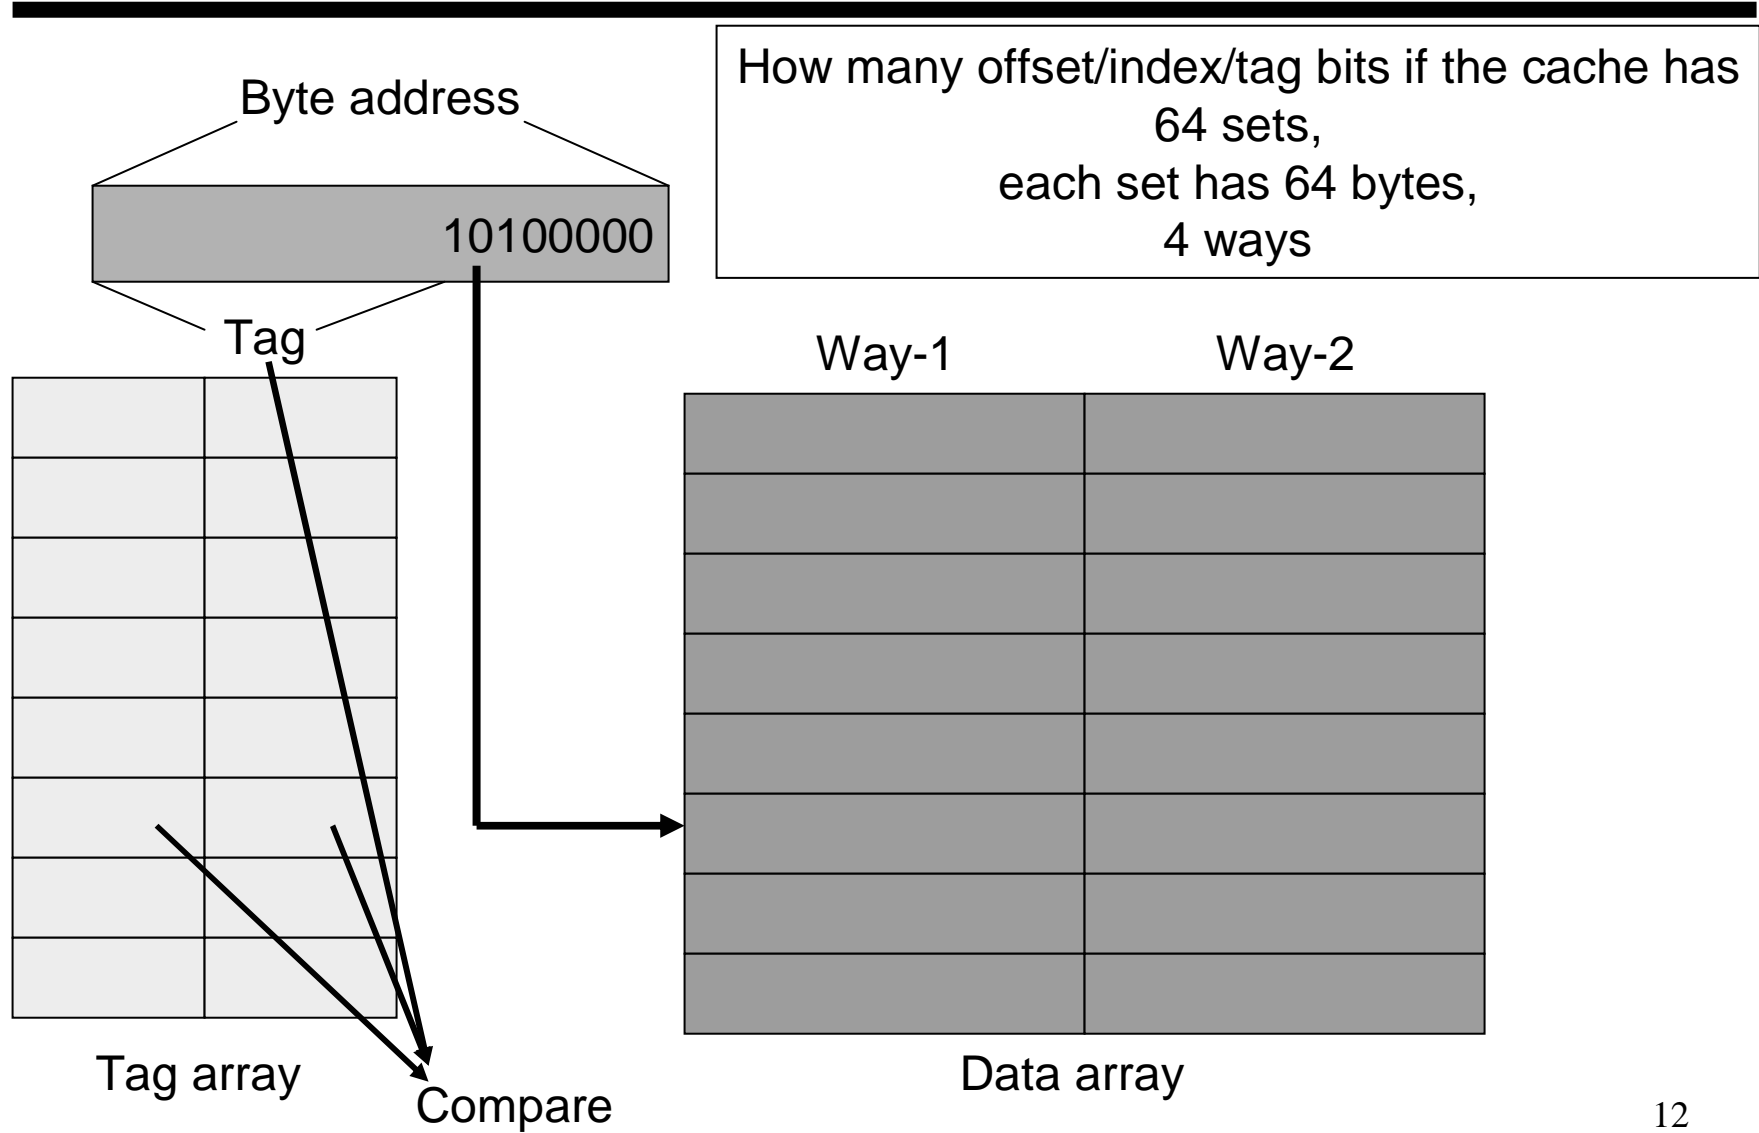 How many offset/index/tag bits if the cache has
64 sets,
each set has 64 bytes,
4 ways
Byte address
10100000
Tag
Way-1
Way-2
Tag array
Data array
Compare
12